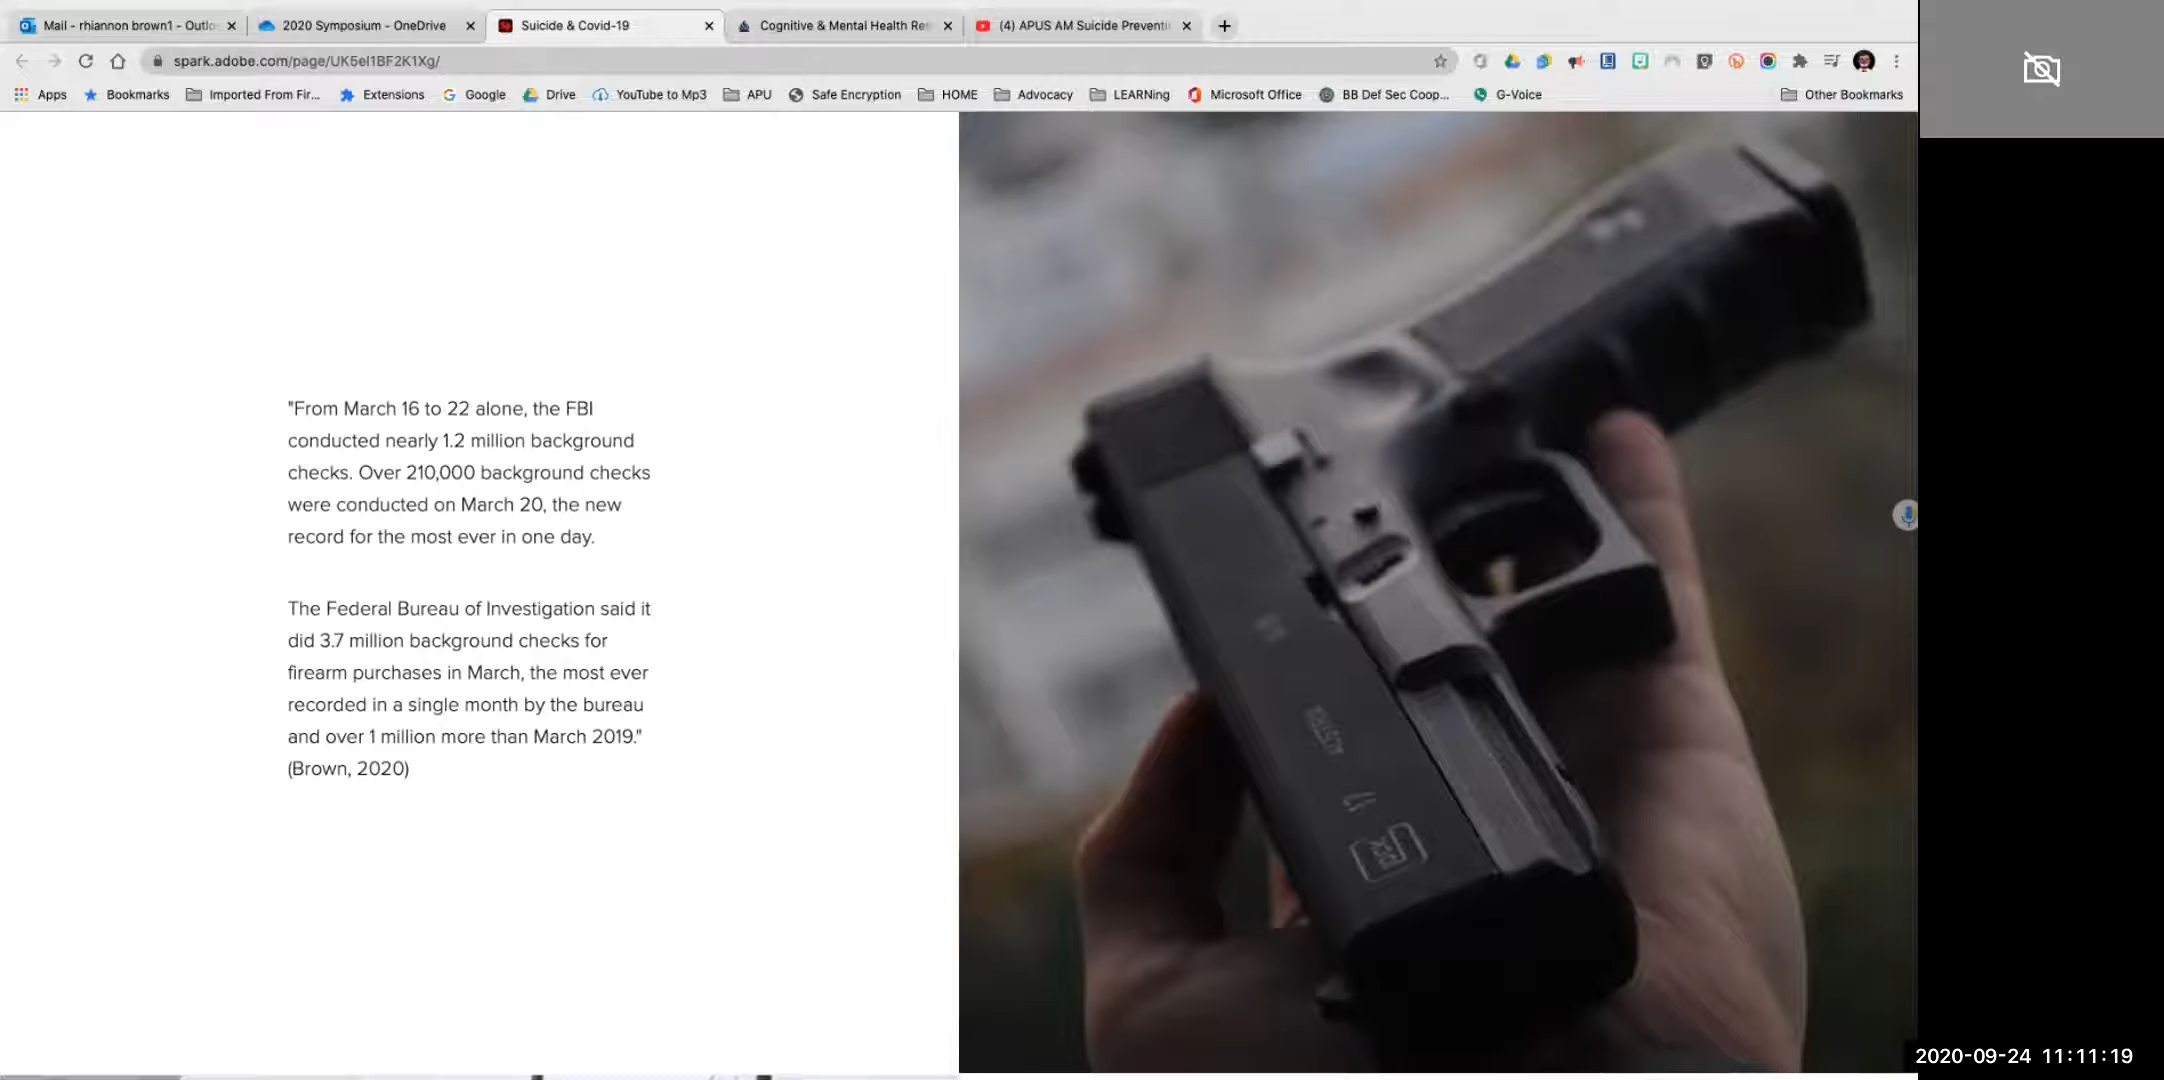 Mail - rhiannon brown1 - Outlo
2020 Symposium - OneDrive
Suicide & Covid-19
Cognitive & Mental Health Re
(4) APUS AM Suicide Preventi
spark.adobe.com/page/UK5eI1BF2K1Xg/
Apps
Bookmarks
Imported From Fir...
Extensions
Google
Drive
YouTube to Mp3
APU
Safe Encryption
HOME
Advocacy
LEARNing
Microsoft Office
BB Def Sec Coop...
G-Voice
Other Bookmarks
"From March 16 to 22 alone, the FBI
conducted nearly 1.2 million background
checks. Over 210,000 background checks
were conducted on March 20, the new
record for the most ever in one day.
The Federal Bureau of Investigation said it
did 3.7 million background checks for
firearm purchases in March, the most ever
recorded in a single month by the bureau
and over 1 million more than March 2019."
(Brown, 2020)
17
2020-09-24 11:11:19